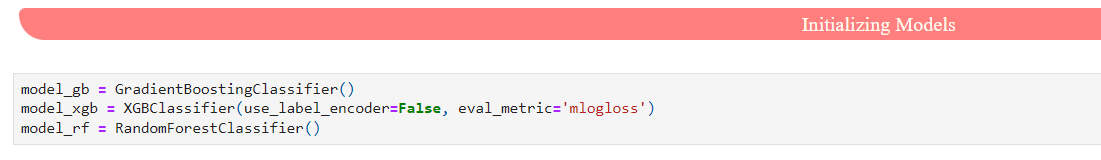 Initializing Models
model_gb = GradientBoostingClassifier()
model_xgb = XGBClassifier(use_label_encoder=False, eval_metric='mlogloss')
model_rf = RandomForestClassifier()